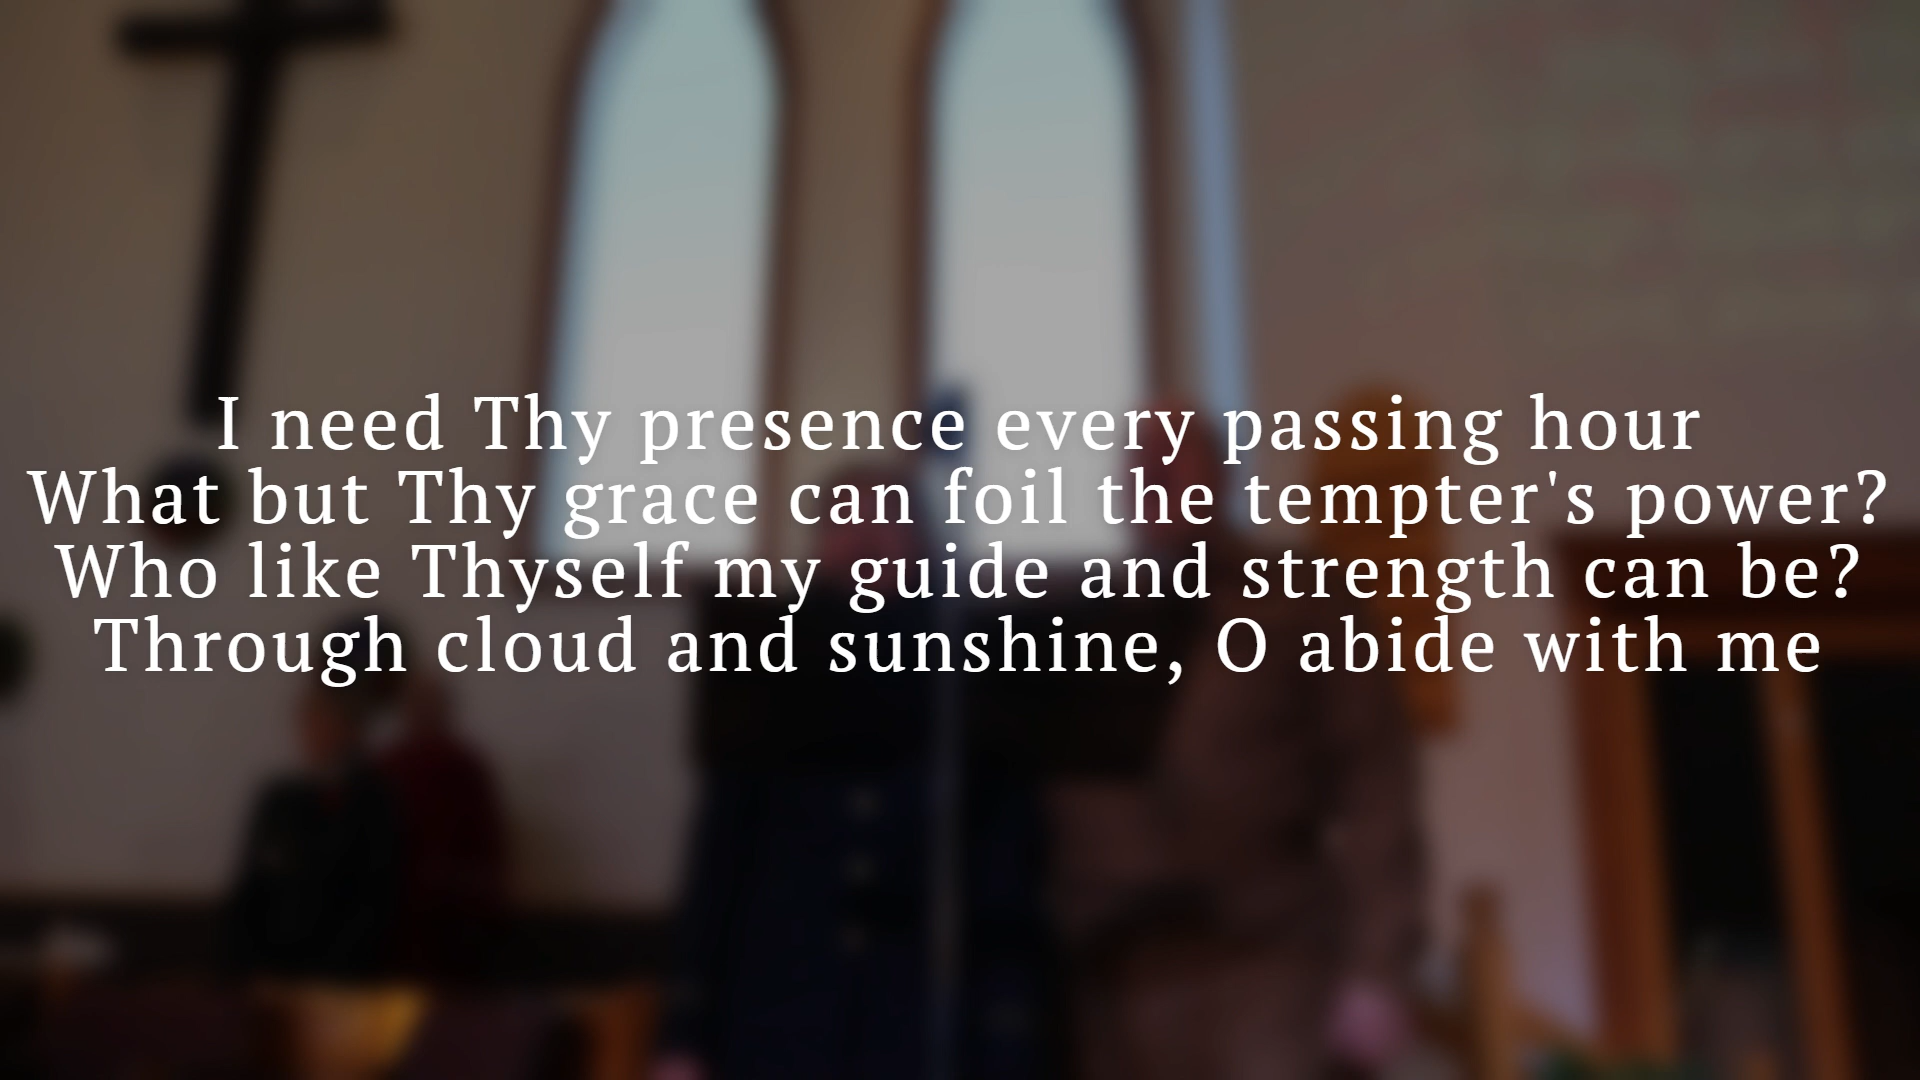 I need Thy presence every passing hour
What but Thy grace can foil the tempter's power?
Who like Thyself my guide and strength can be?
Through cloud and sunshine, O abide with me